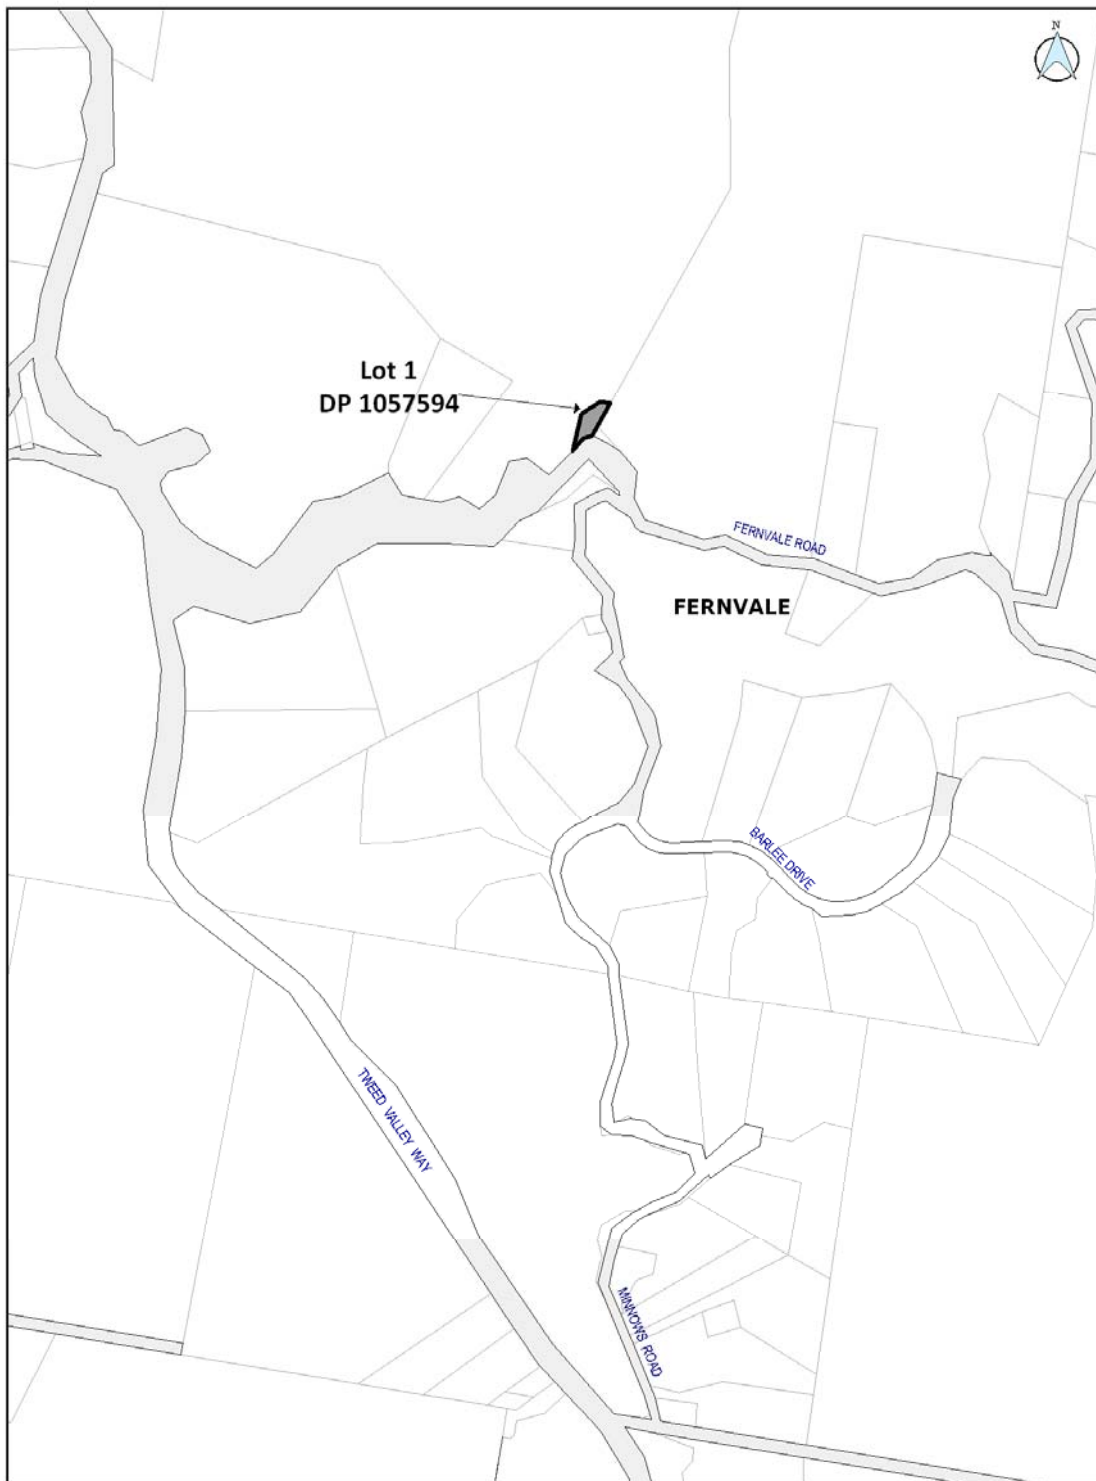 N
Lot 1
DP 1057594
FERNVALE ROAD
FERNVALE
BARLEE DRIVE
TWEED VALLEY WAY
MINNOWS ROAD